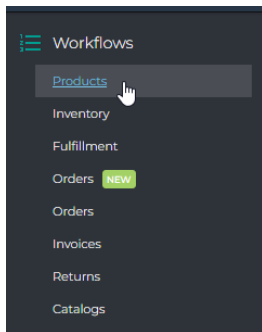 Workflows
Products
Inventory
Fulfillment
Orders NEW
Orders
Invoices
Returns
Catalogs